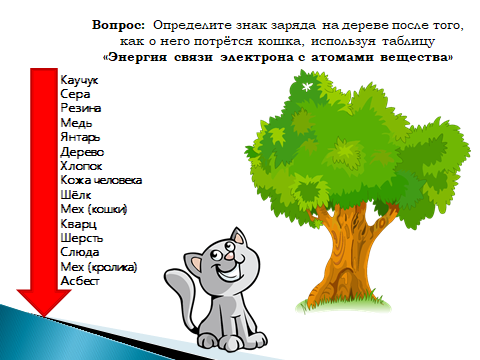 Вопрос: Определите знак заряда на дереве после того,
как о него потрётся кошка, используя таблицу
«Энергия связи электрона с атомами вещества»
Каучук
Сера
Резина
Медь
Янтарь
Дерево
Хлопок
Кожа человека
Шёлк
Мех (кошки)
Кварц
Шерсть
Слюда
Мех (кролика)
Асбест